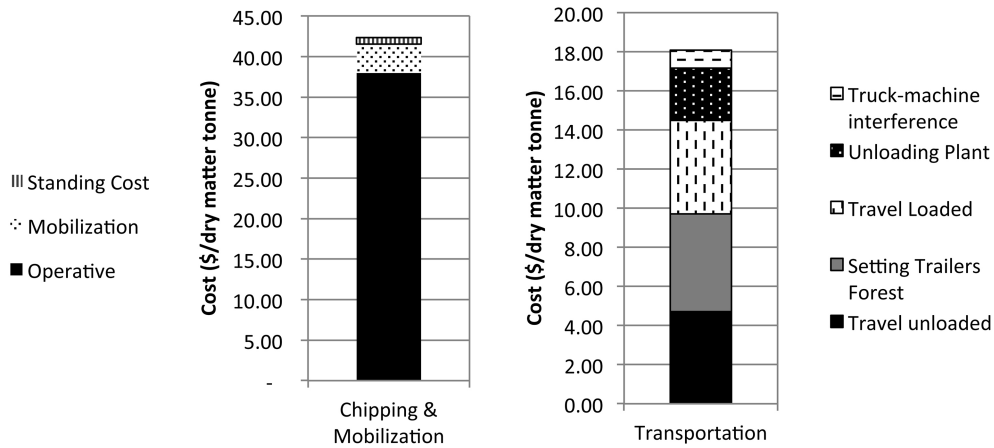 Standing Cost
Mobilization
Operative
Cost ($/dry matter tonne)
45.00
40.00
35.00
30.00
25.00
20.00
15.00
10.00
5.00
-
Chipping &
Mobilization
Cost ($/dry matter tonne)
20.00
18.00
16.00
14.00
12.00
10.00
8.00
6.00
4.00
2.00
0.00
Transportation
Truck-machine
interference
Unloading Plant
Travel Loaded
Setting Trailers
Forest
Travel unloaded